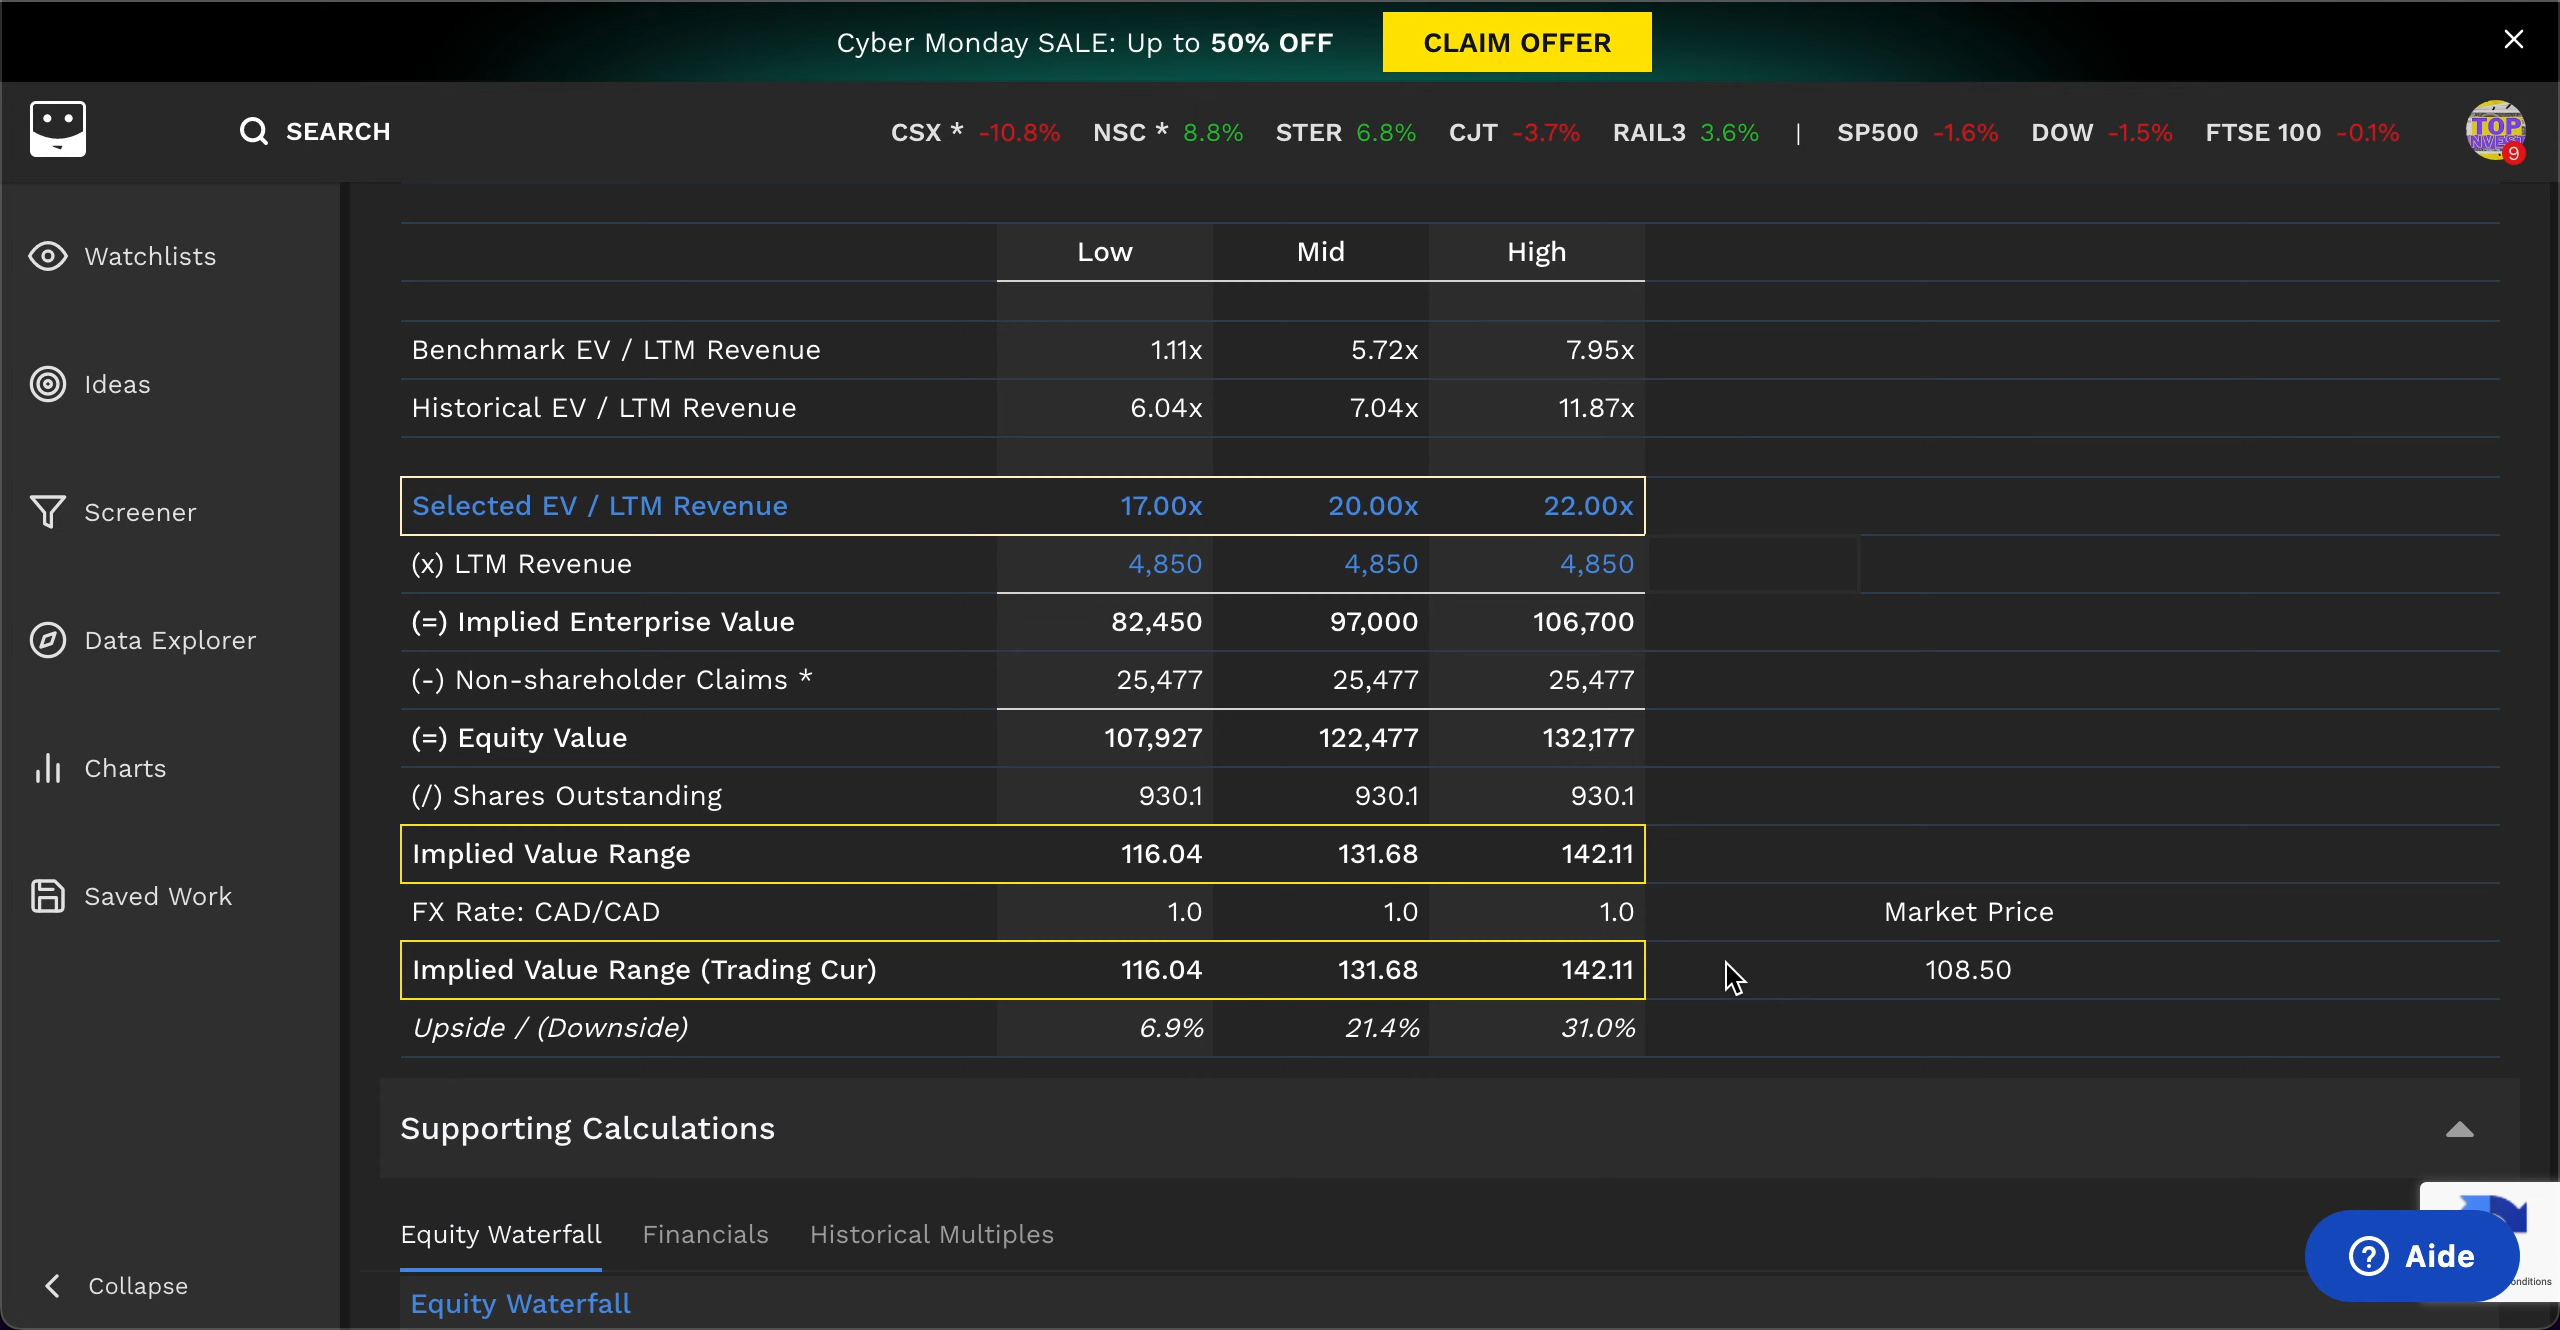 Cyber Monday SALE: Up to 50% OFF CLAIM OFFER
SEARCH CSX * -10.8% NSC * 8.8% STER 6.8% CJT -3.7% RAIL3 3.6% | SP500 -1.6% DOW -1.5% FTSE 100 -0.1%
TOP
9
Watchlists
Ideas
Screener
Data Explorer
Charts
Saved Work
Collapse
Low Mid High
Benchmark EV / LTM Revenue 1.11x 5.72x 7.95x
Historical EV / LTM Revenue 6.04x 7.04x 11.87x
Selected EV / LTM Revenue 17.00x 20.00x 22.00x
(x) LTM Revenue 4,850 4,850 4,850
(=) Implied Enterprise Value 82,450 97,000 106,700
(-) Non-shareholder Claims * 25,477 25,477 25,477
(=) Equity Value 107,927 122,477 132,177
(/) Shares Outstanding 930.1 930.1 930.1
Implied Value Range 116.04 131.68 142.11
FX Rate: CAD/CAD 1.0 1.0 1.0 Market Price
Implied Value Range (Trading Cur) 116.04 131.68 142.11 108.50
Upside / (Downside) 6.9% 21.4% 31.0%
Supporting Calculations
Equity Waterfall Financials Historical Multiples
Equity Waterfall
Aide
onditions